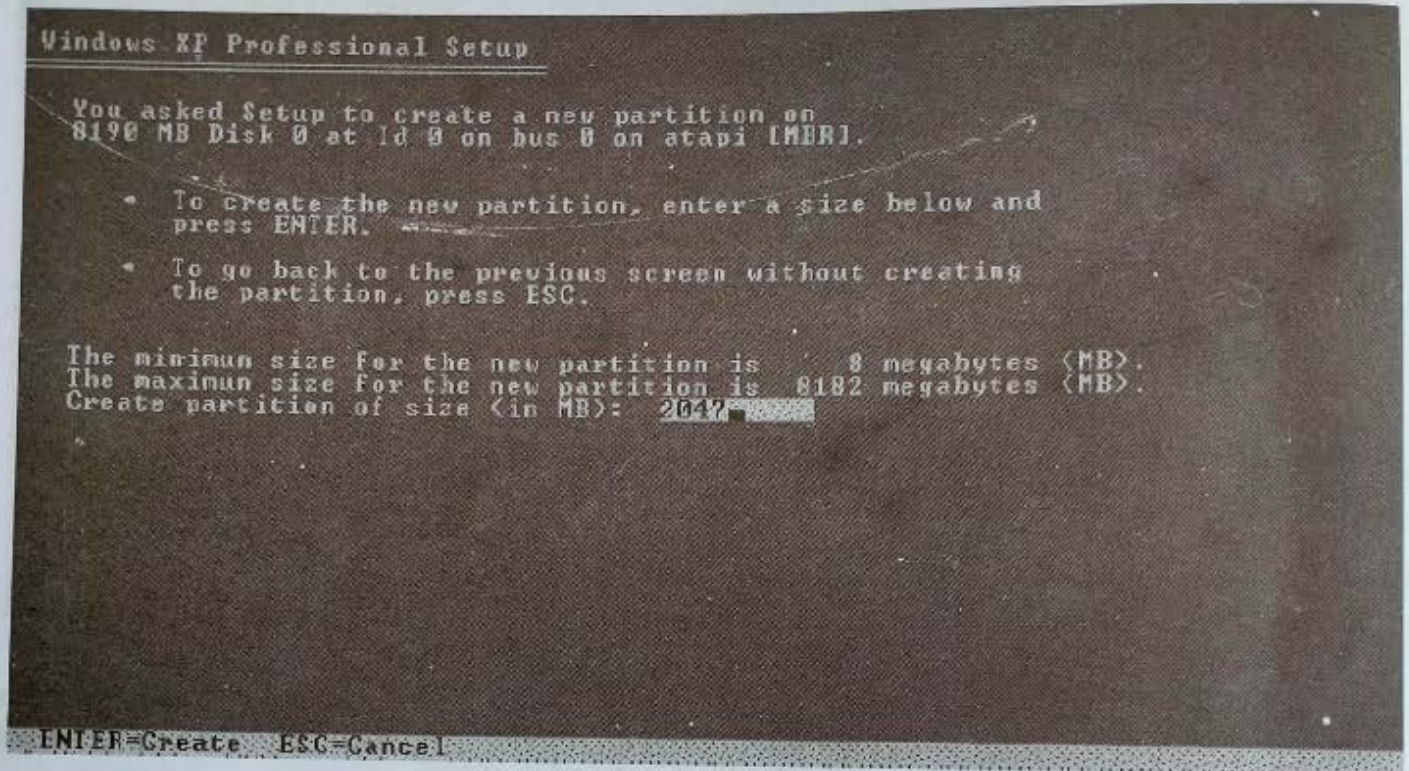 Windows XP Professional Setup
You asked Setup to create a new partition on
8190 MB Disk 0 at Id 0 on bus 0 on atapi [MBR].
• To create the new partition, enter a size below and
press ENTER.
• To go back to the previous screen without creating
the partition, press ESC.
The minimum size for the new partition is 8 megabytes (MB).
The maximum size for the new partition is 8182 megabytes (MB).
Create partition of size (in MB): 2047
ENTER=Create ESC=Cancel